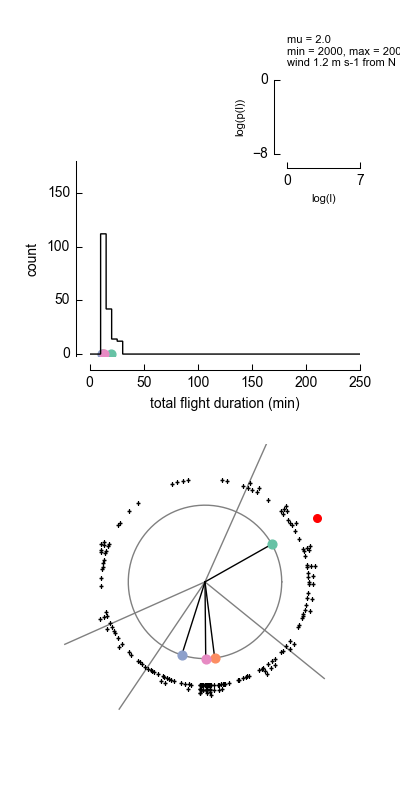 mu = 2.0
min = 2000, max = 200
wind 1.2 m s-1 from N
0
log(p(l))
−8
0 7
log(l)
150
100
50
0
count
0 50 100 150 200 250
total flight duration (min)